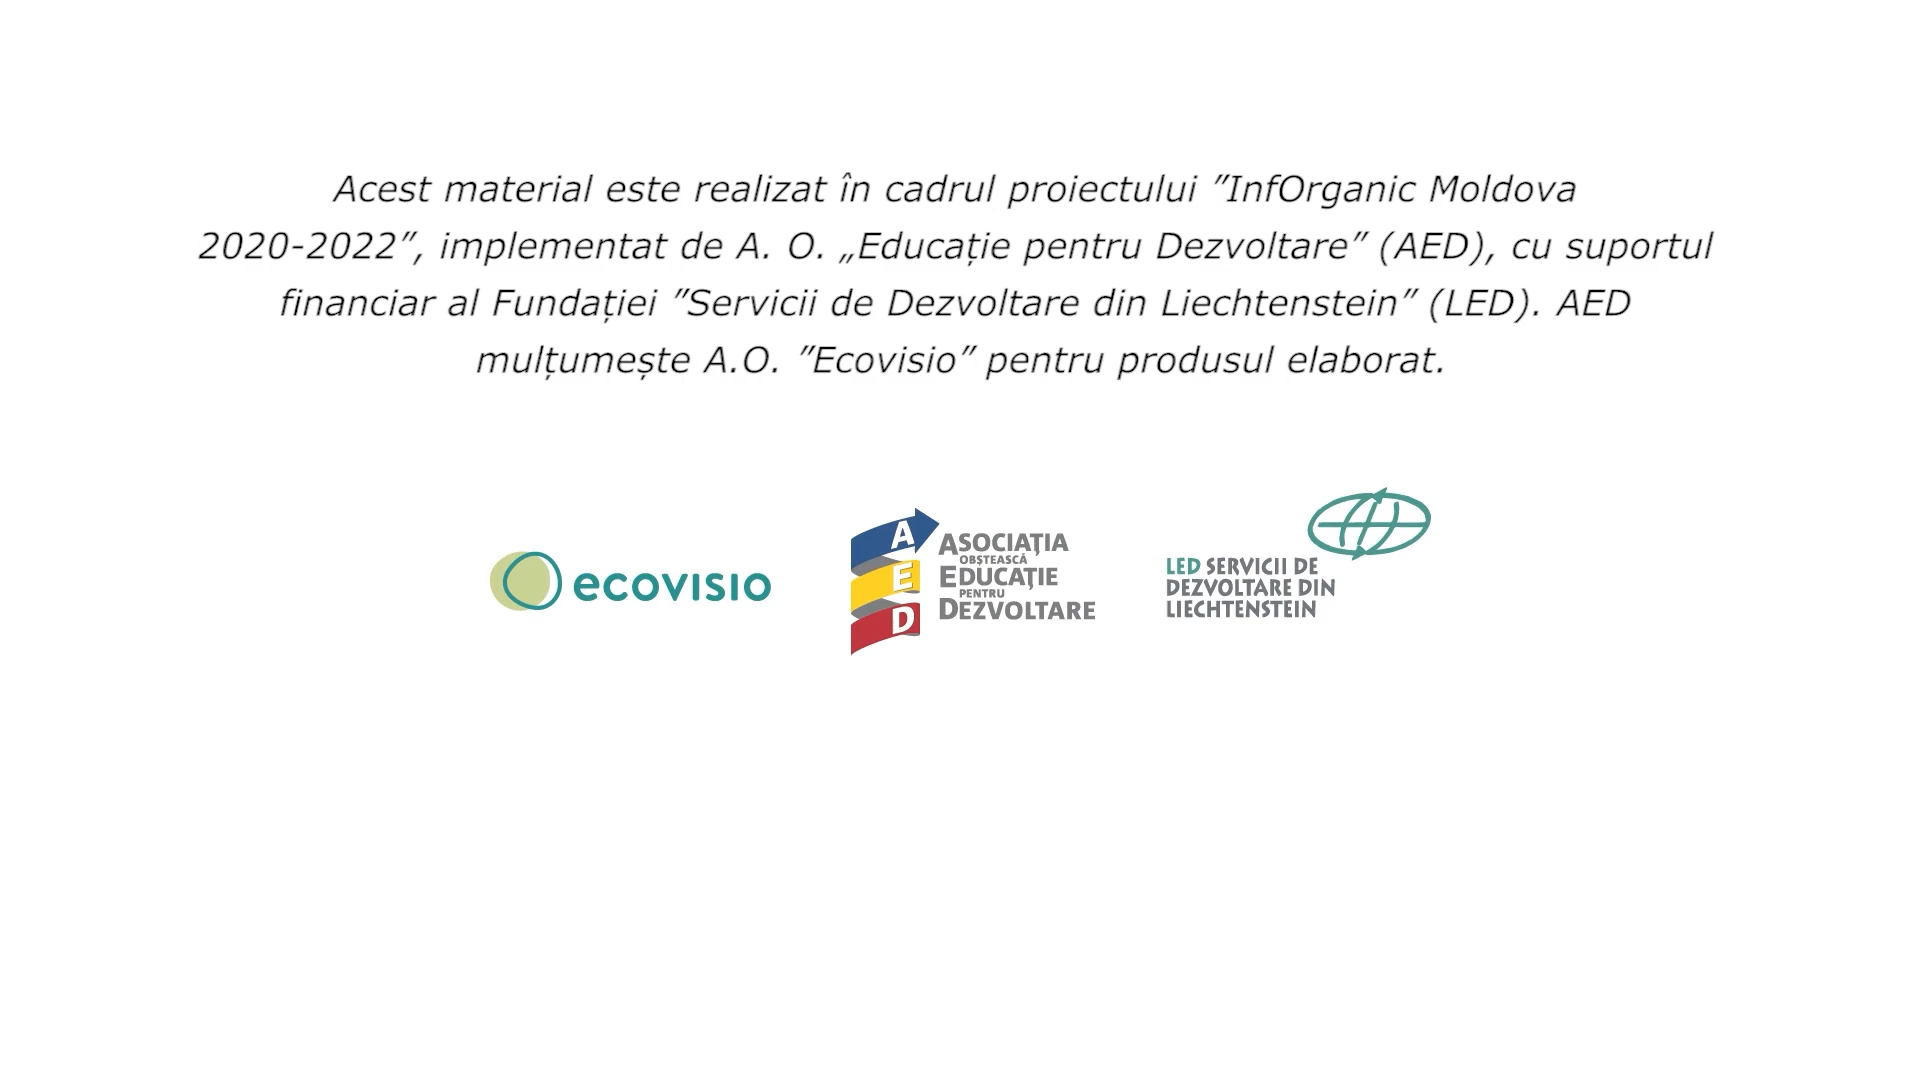 Acest material este realizat în cadrul proiectului ”InfOrganic Moldova
2020-2022”, implementat de A. O. „Educație pentru Dezvoltare” (AED), cu suportul
financiar al Fundației ”Servicii de Dezvoltare din Liechtenstein” (LED). AED
mulțumește A.O. ”Ecovisio” pentru produsul elaborat.
ecovisio
A
E
D
ASOCIAȚIA
OBȘTEASCĂ
EDUCAȚIE
PENTRU
DEZVOLTARE
LED SERVICII DE
DEZVOLTARE DIN
LIECHTENSTEIN